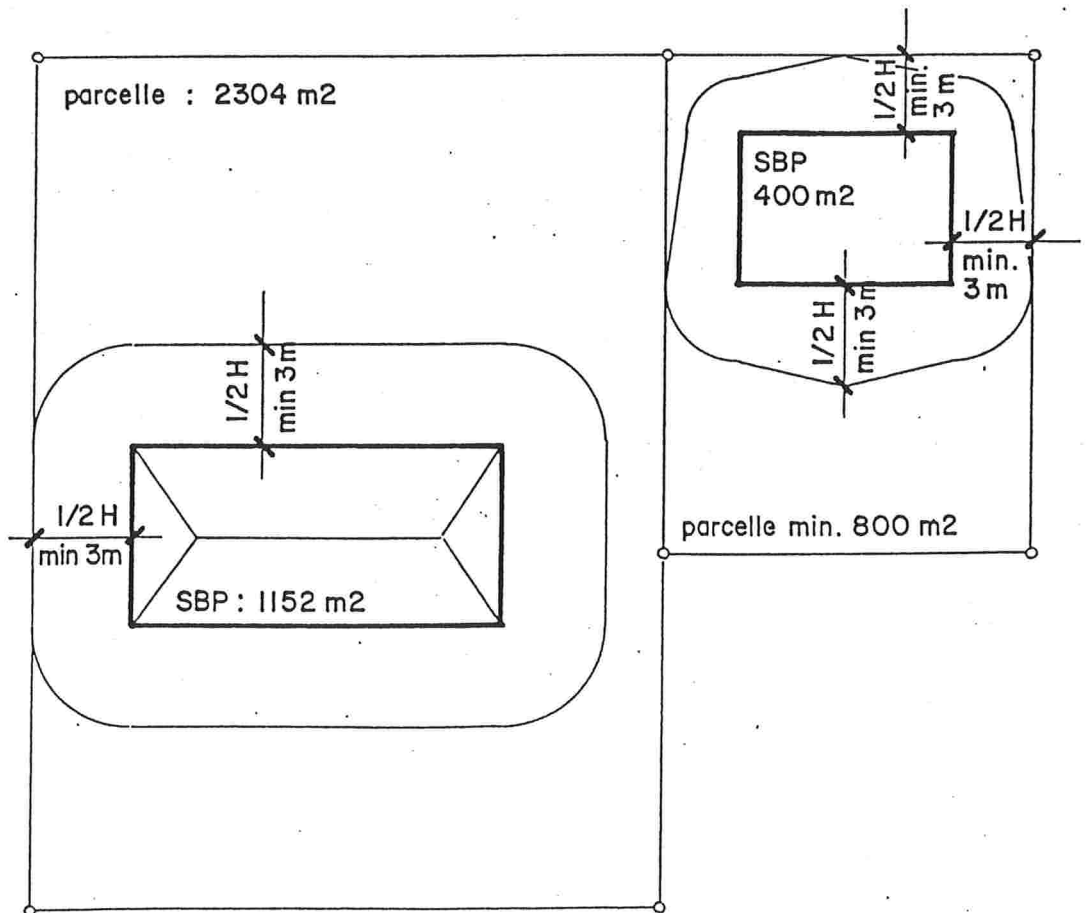 parcelle : 2304 m2
1/2 H
min.
3 m
SBP
400 m2
1/2 H
min.
3 m
1/2 H
min 3m
parcelle min. 800 m2
1/2 H
min 3m
1/2 H
min 3m
SBP : 1152 m2